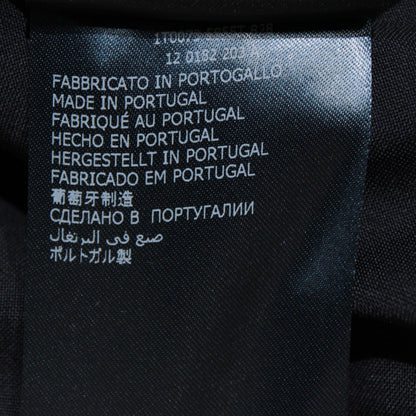 12 0182 203
FABBRICATO IN PORTOGALLO
MADE IN PORTUGAL
FABRIQUÉ AU PORTUGAL
HECHO EN PORTUGAL
HERGESTELLT IN PORTUGAL
FABRICADO EM PORTUGAL
葡萄牙制造
СДЕЛАНО В ПОРТУГАЛИИ
صنع في البرتغال
ポルトガル製